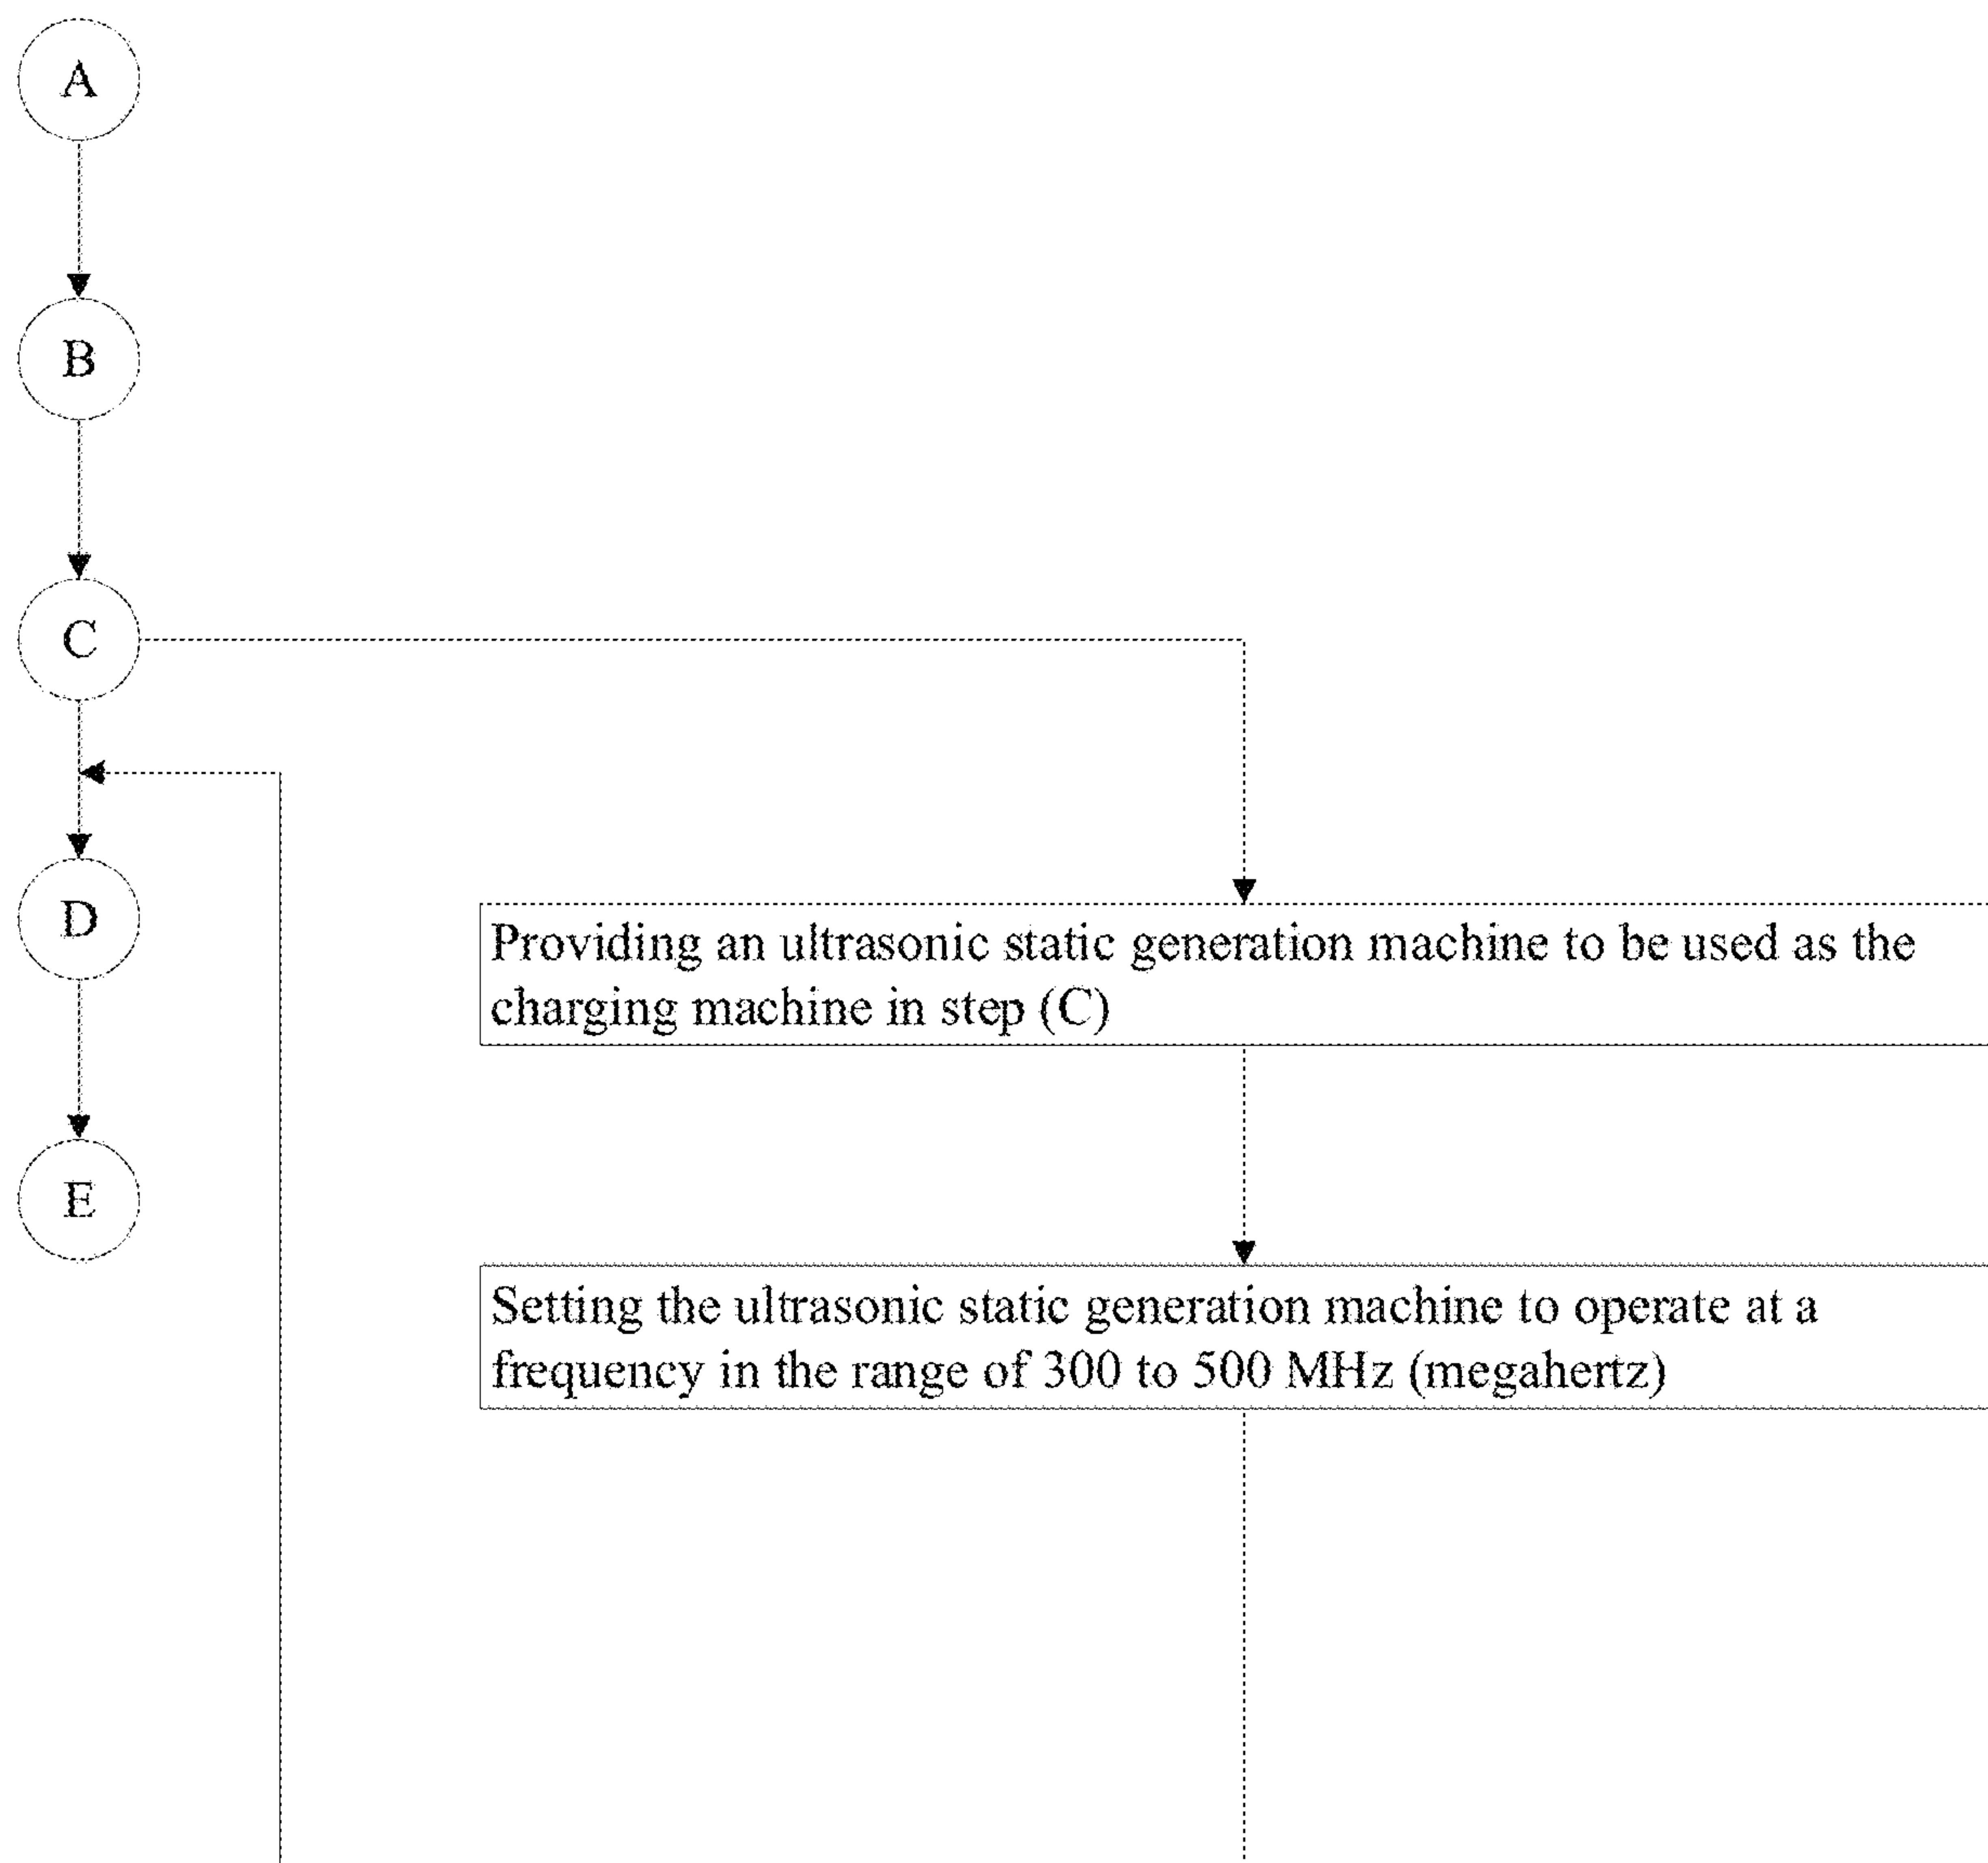 A
B
C
D
Providing an ultrasonic static generation machine to be used as the
charging machine in step (C)
E
Setting the ultrasonic static generation machine to operate at a
frequency in the range of 300 to 500 MHz (megahertz)